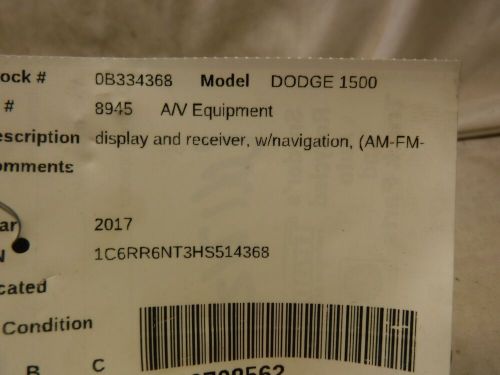 ock # 0B334368 Model DODGE 1500
# 8945 A/V Equipment
escription display and receiver, w/navigation, (AM-FM-
omments
ar 2017
N 1C6RR6NT3HS514368
cated
Condition
B C